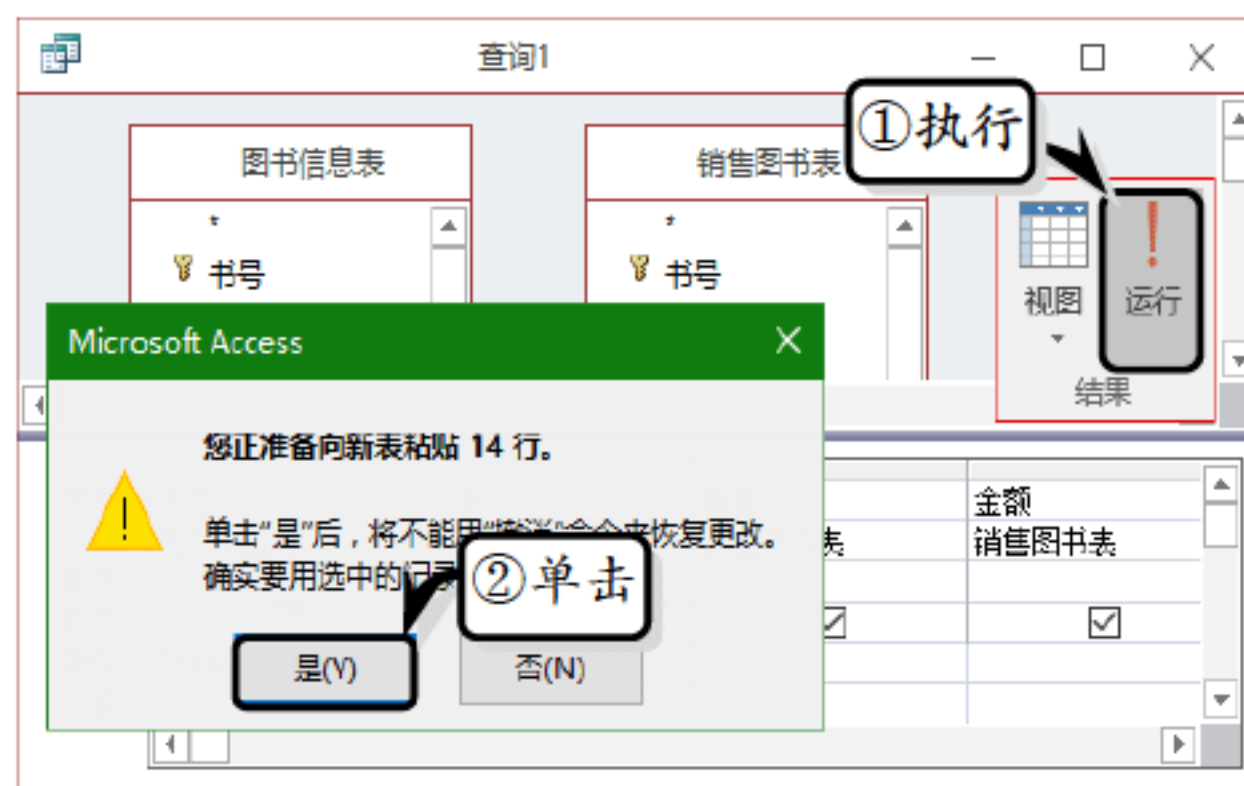 查询1
①执行
图书信息表
销售图书表
*
*
书号
书号
视图
运行
结果
Microsoft Access
您正准备向新表粘贴 14 行。
单击“是”后，将不能用 来恢复更改。
确实要用选中的
②单击
是(Y)
否(N)
金额
表
销售图书表